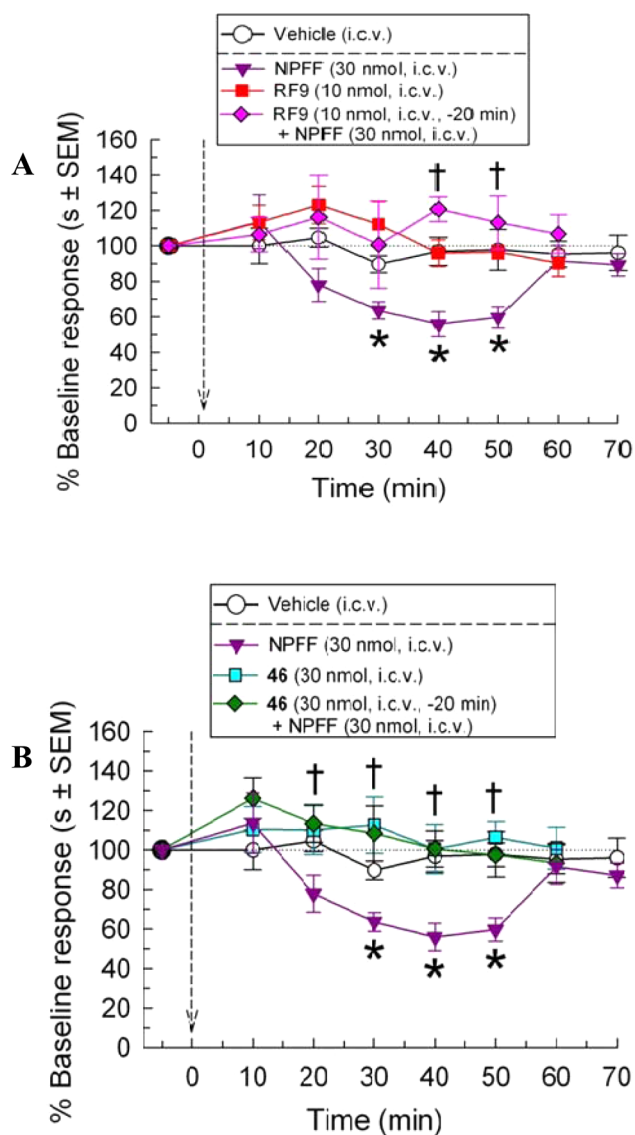 Vehicle (i.c.v.)
NPFF (30 nmol, i.c.v.)
RF9 (10 nmol, i.c.v.)
RF9 (10 nmol, i.c.v., -20 min)
+ NPFF (30 nmol, i.c.v.)
A
% Baseline response (s ± SEM)
160
140
120
100
80
60
40
20
0
† †
* * *
0 10 20 30 40 50 60 70
Time (min)
Vehicle (i.c.v.)
NPFF (30 nmol, i.c.v.)
46 (30 nmol, i.c.v.)
46 (30 nmol, i.c.v., -20 min)
+ NPFF (30 nmol, i.c.v.)
B
% Baseline response (s ± SEM)
160
140
120
100
80
60
40
20
0
† † † †
* * *
0 10 20 30 40 50 60 70
Time (min)